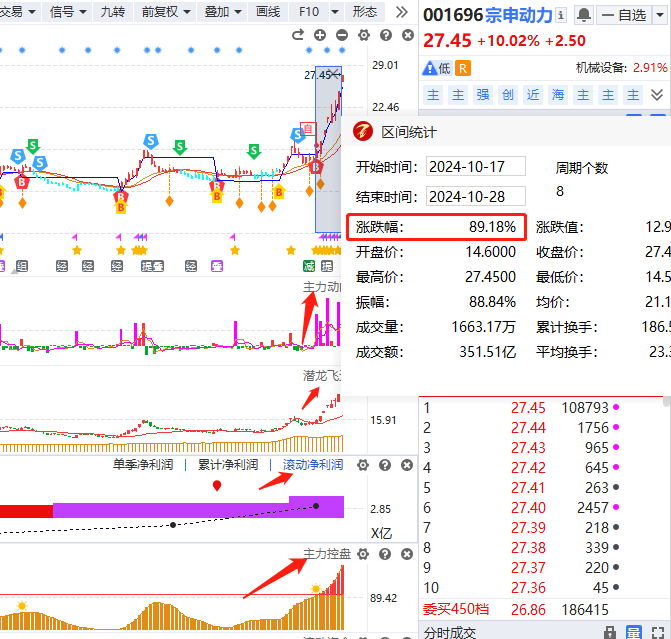 交易 信号 九转 前复权 叠加 画线 F10 形态
001696宗申动力
27.45 +10.02% +2.50
自选
低 R 机械设备: 2.91%
主 主 强 创 近 海 主 主 主
29.01
27.45
22.46
自
S S S S S S S
B B B B B B
区间统计
开始时间: 2024-10-17 周期个数
结束时间: 2024-10-28 8
涨跌幅: 89.18% 涨跌值: 12.9
开盘价: 14.6000 收盘价: 27.4
最高价: 27.4500 最低价: 14.5
振幅: 88.84% 均价: 21.1
成交量: 1663.17万 累计换手: 186.5
成交额: 351.51亿 平均换手: 23.3
主力动
潜龙飞
15.91
单季净利润 累计净利润 滚动净利润
2.85
X亿
主力控盘
89.42
1 27.45 108793
2 27.44 1756
3 27.43 965
4 27.42 645
5 27.41 263
6 27.40 2457
7 27.39 218
8 27.38 339
9 27.37 220
10 27.36 45
委买450档 26.86 186415
分时成交 量